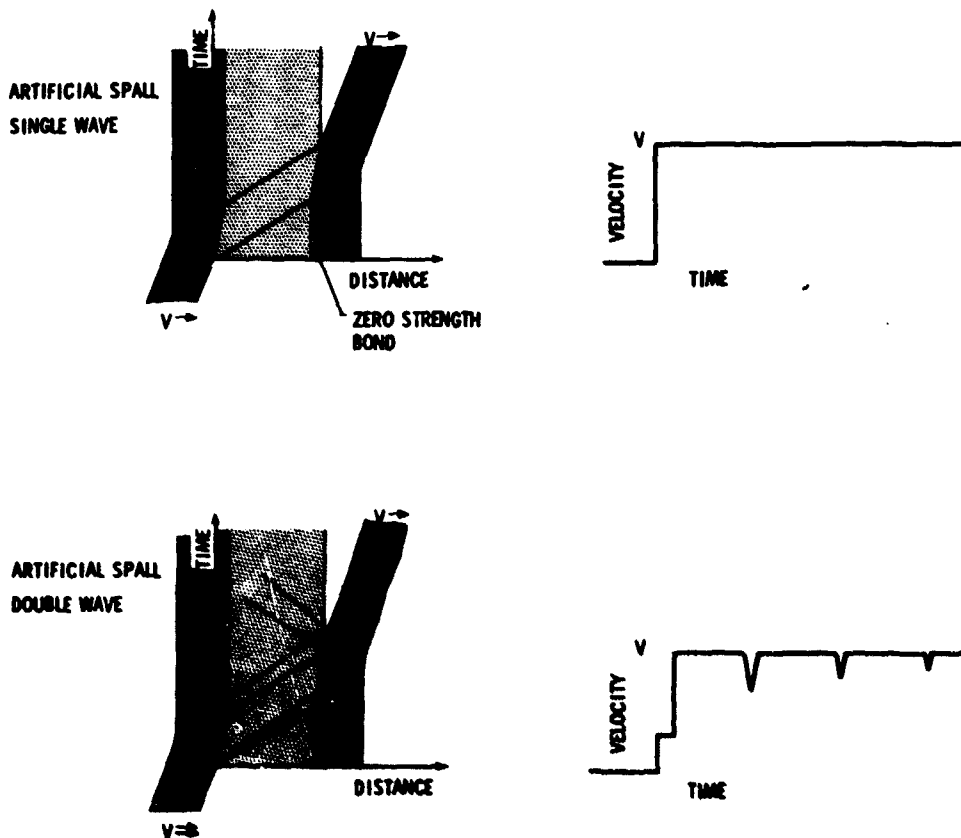 V→
TIME
ARTIFICIAL SPALL
SINGLE WAVE
DISTANCE
V→
ZERO STRENGTH
BOND
V
VELOCITY
TIME
V→
TIME
ARTIFICIAL SPALL
DOUBLE WAVE
DISTANCE
V
V
VELOCITY
TIME